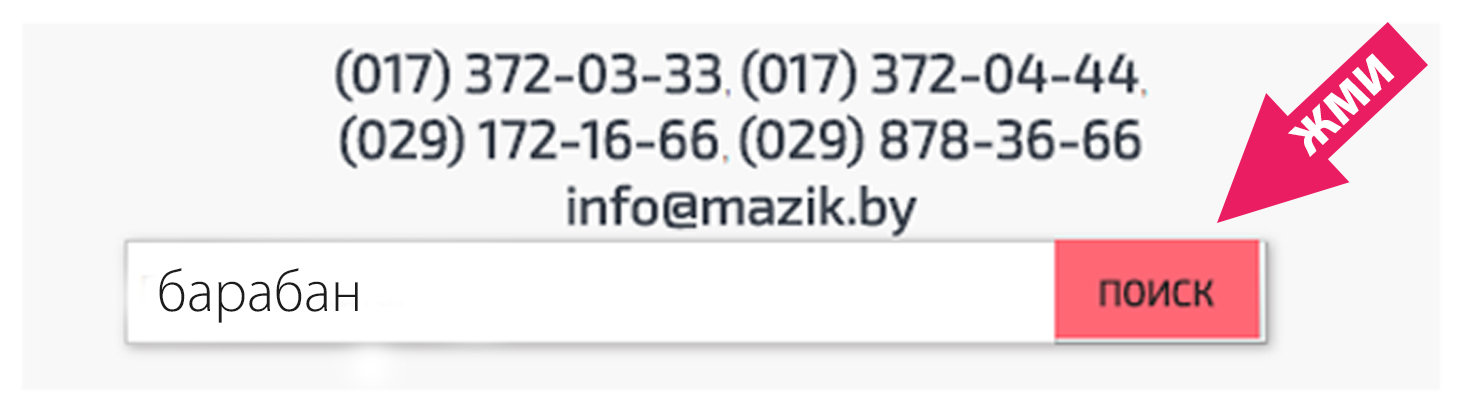 (017) 372-03-33, (017) 372-04-44,
(029) 172-16-66, (029) 878-36-66
info@mazik.by
ЖМИ
барабан
ПОИСК